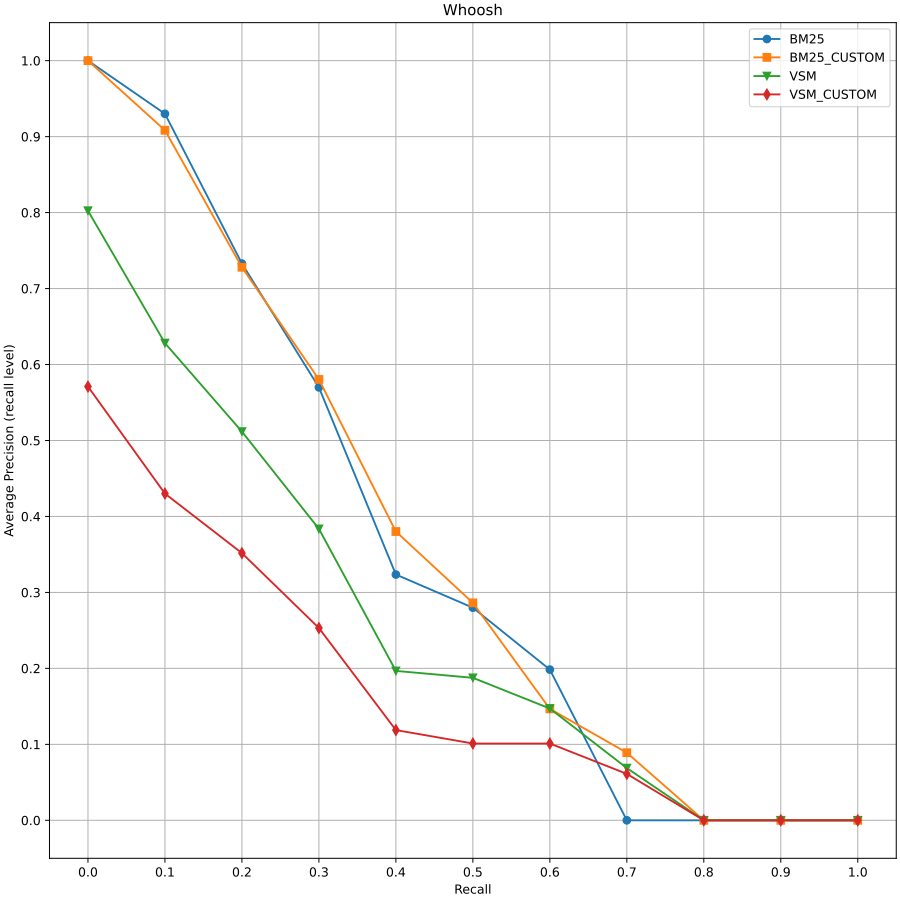 Whoosh
BM25
BM25_CUSTOM
VSM
VSM_CUSTOM
Average Precision (recall level)
1.0
0.9
0.8
0.7
0.6
0.5
0.4
0.3
0.2
0.1
0.0
0.0 0.1 0.2 0.3 0.4 0.5 0.6 0.7 0.8 0.9 1.0
Recall